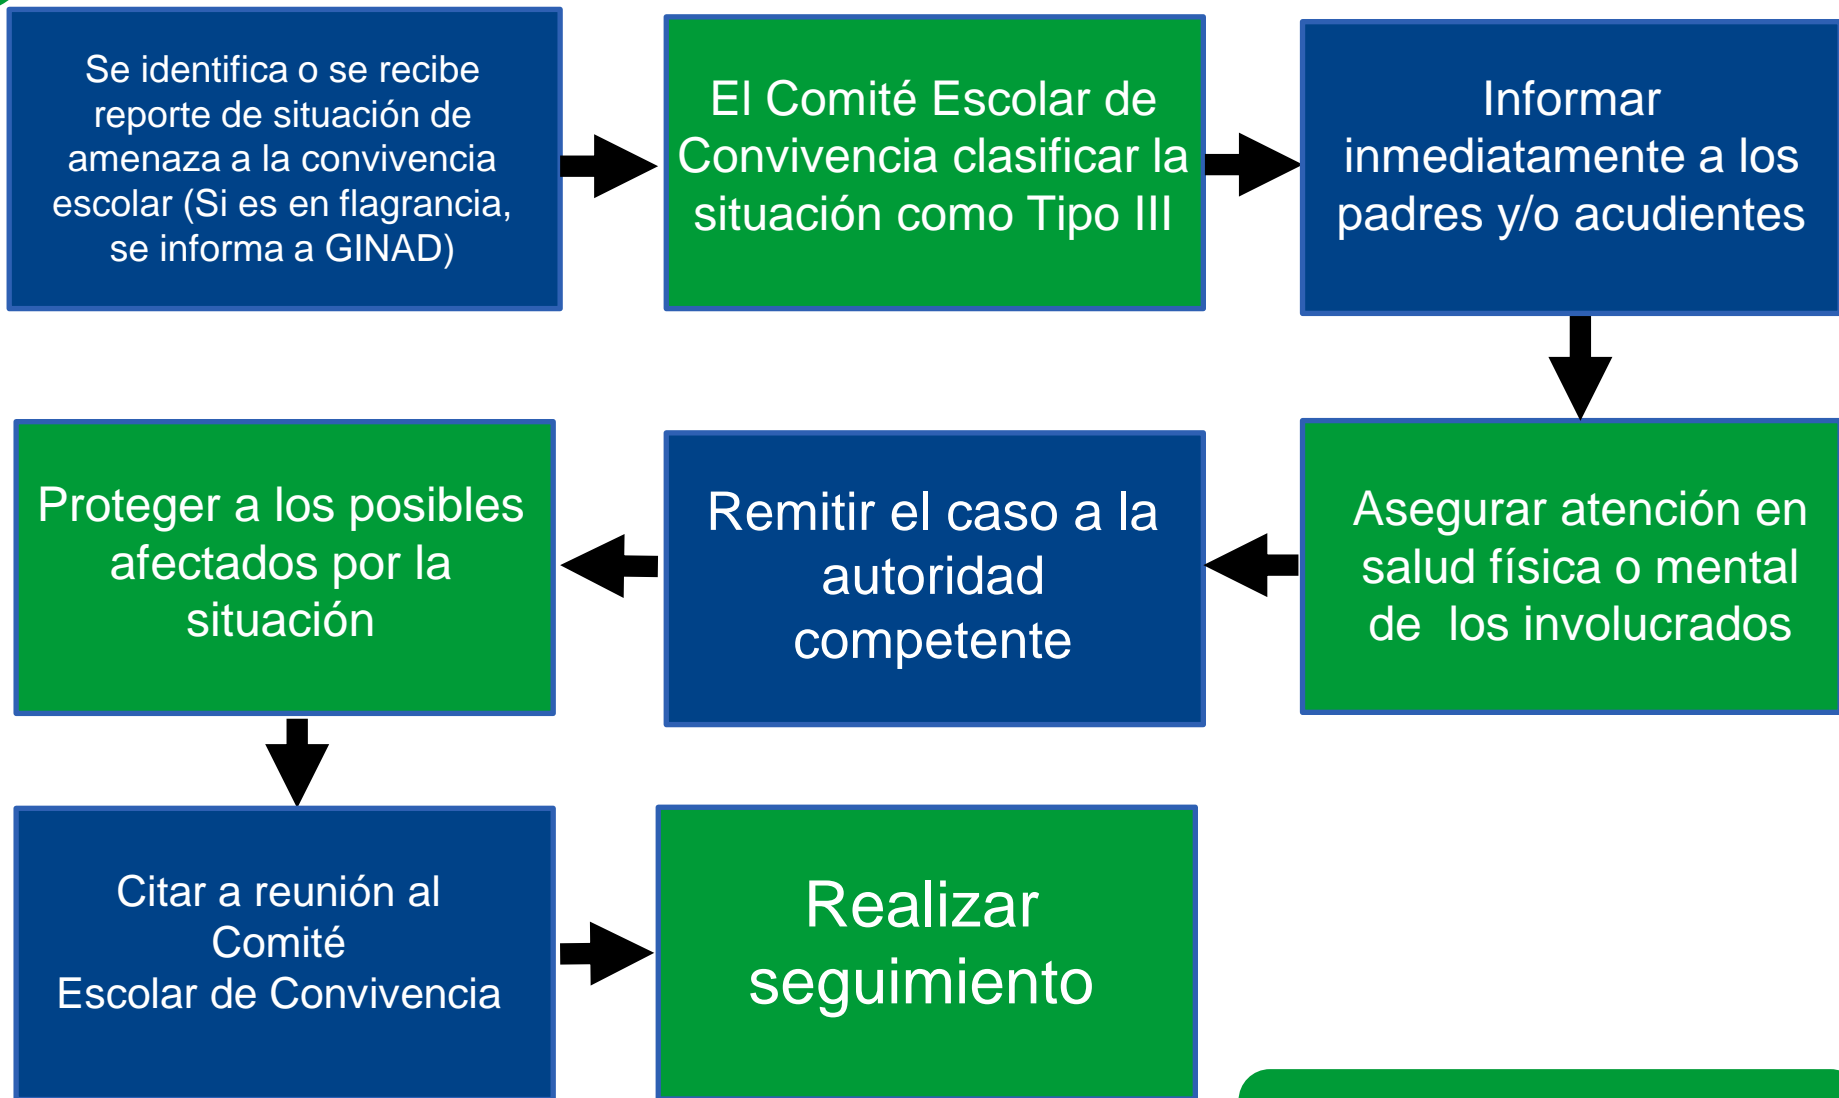 Se identifica o se recibe
reporte de situación de
amenaza a la convivencia
escolar (Si es en flagrancia,
se informa a GINAD)
El Comité Escolar de
Convivencia clasificar la
situación como Tipo III
Informar
inmediatamente a los
padres y/o acudientes
Asegurar atención en
salud física o mental
de  los involucrados
Remitir el caso a la
autoridad
competente
Proteger a los posibles
afectados por la
situación
Citar a reunión al
Comité
Escolar de Convivencia
Realizar
seguimiento